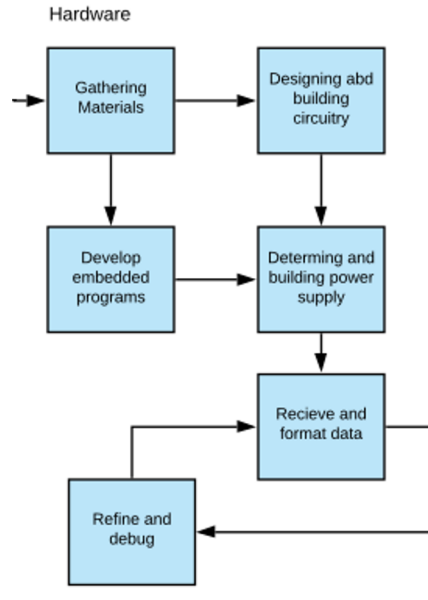 Hardware
Gathering
Materials
Designing abd
building
circuitry
Develop
embedded
programs
Determing and
building power
supply
Recieve and
format data
Refine and
debug